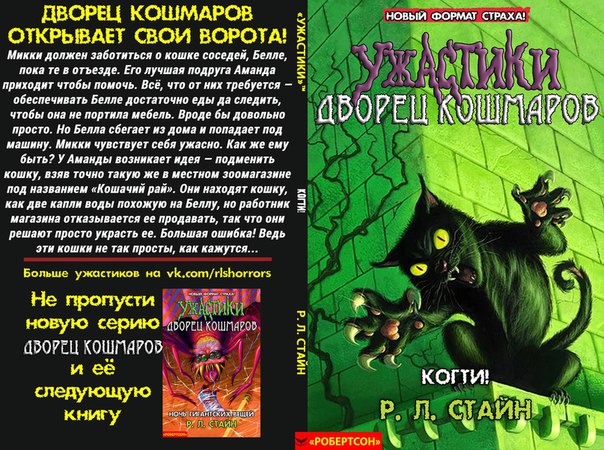 ДВОРЕЦ КОШМАРОВ
ОТКРЫВАЕТ СВОИ ВОРОТА!
Микки должен заботиться о кошке соседей, Белле,
пока те в отъезде. Его лучшая подруга Аманда
приходит чтобы помочь. Всё, что от них требуется —
обеспечивать Белле достаточно еды да следить,
чтобы она не портила мебель. Вроде бы довольно
просто. Но Белла сбегает из дома и попадает под
машину. Микки чувствует себя ужасно. Как же ему
быть? У Аманды возникает идея — подменить
кошку, взяв точно такую же в местном зоомагазине
под названием «Кошачий рай». Они находят кошку,
как две капли воды похожую на Беллу, но работник
магазина отказывается ее продавать, так что они
решают просто украсть ее. Большая ошибка! Ведь
эти кошки не так просты, как кажутся...
Больше ужастиков на vk.com/rlshorrors
Не пропусти
новую серию
ДВОРЕЦ КОШМАРОВ
и её
следующую
книгу
НОВЫЙ ФОРМАТ СТРАХА!
УЖАСТИКИ
ДВОРЕЦ КОШМАРОВ
НОЧЬ ГИГАНТСКИХ ВЕЩЕЙ
Р. Л. СТАЙН
«УЖАСТИКИ»™
КОГТИ!
Р. Л. СТАЙН
НОВЫЙ ФОРМАТ СТРАХА!
УЖАСТИКИ
ДВОРЕЦ КОШМАРОВ
КОГТИ!
Р. Л. СТАЙН
«РОБЕРТСОН»